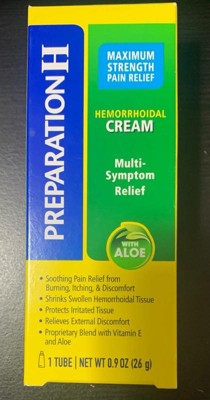 PREPARATION H
MAXIMUM
STRENGTH
PAIN RELIEF
HEMORRHOIDAL
CREAM
Multi-
Symptom
Relief
WITH
ALOE
• Soothing Pain Relief from
Burning, Itching, & Discomfort
• Shrinks Swollen Hemorrhoidal Tissue
• Protects Irritated Tissue
• Relieves External Discomfort
• Proprietary Blend with Vitamin E
and Aloe
1 TUBE | NET WT 0.9 OZ (26 g)